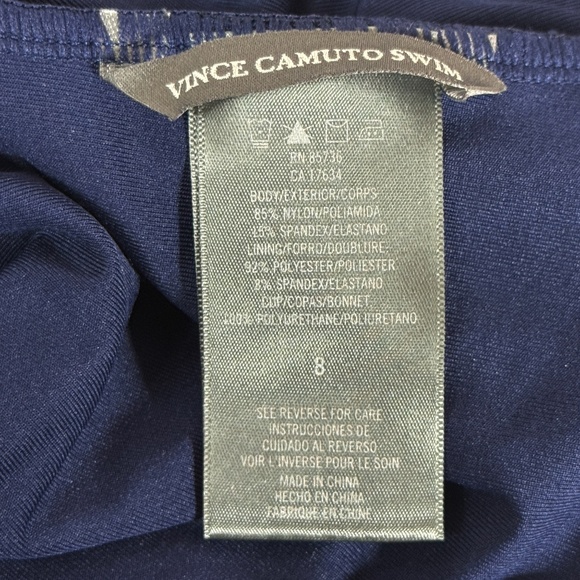 VINCE CAMUTO SWIM
RN 85736
CA 17634
BODY/EXTERIOR/CORPS
85% NYLON/POLIAMIDA
15% SPANDEX/ELASTANO
LINING/FORRO/DOUBLURE
92% POLYESTER/POLIESTER
8% SPANDEX/ELASTANO
CUP/COPAS/BONNET
100% POLYURETHANE/POLIURETANO
8
SEE REVERSE FOR CARE
INSTRUCCIONES DE
CUIDADO AL REVERSO
VOIR L'INVERSE POUR LE SOIN
MADE IN CHINA
HECHO EN CHINA
FABRIQUE EN CHINE